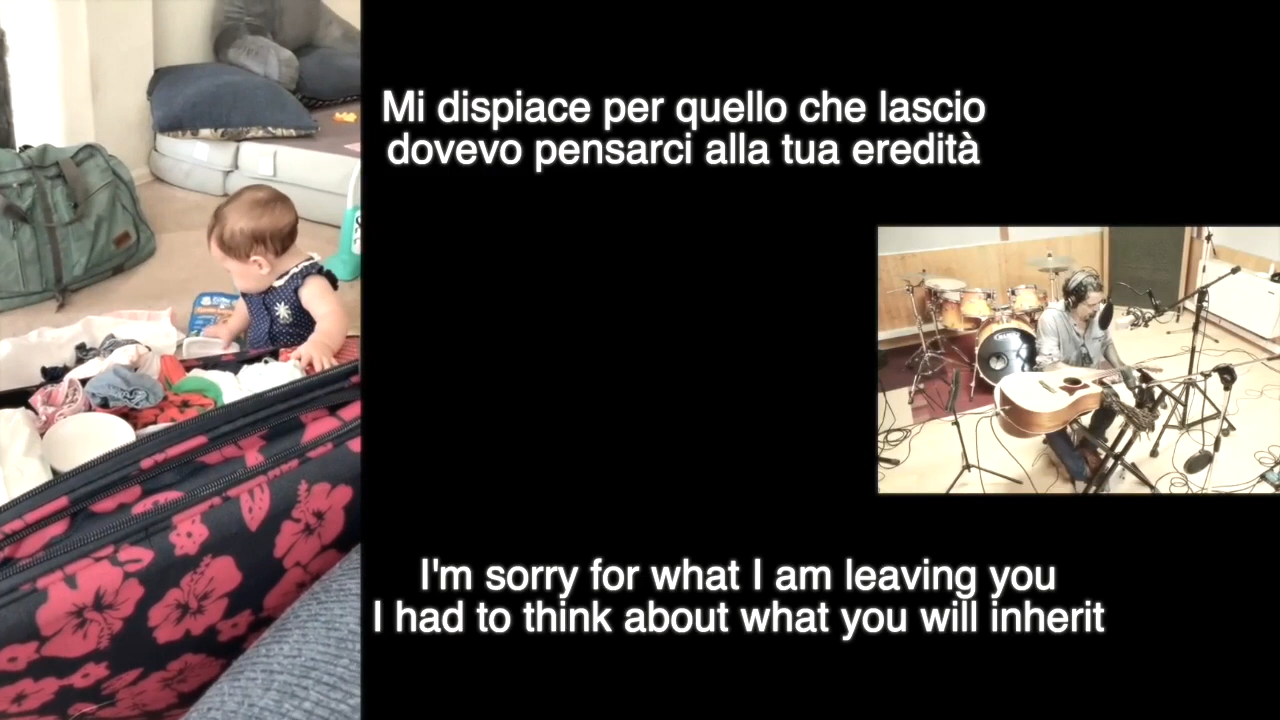 Mi dispiace per quello che lascio
dovevo pensarci alla tua eredità
I'm sorry for what I am leaving you
I had to think about what you will inherit